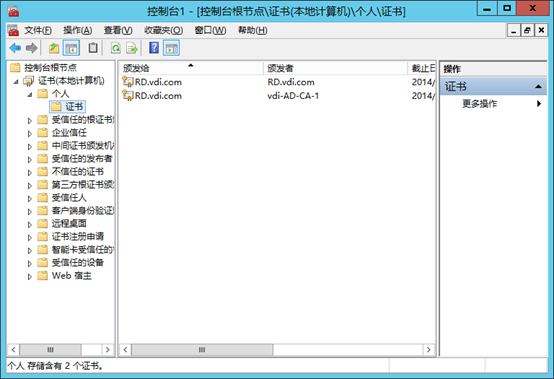 控制台1 - [控制台根节点\证书(本地计算机)\个人\证书]
文件(F) 操作(A) 查看(V) 收藏夹(O) 窗口(W) 帮助(H)
控制台根节点
证书(本地计算机)
个人
证书
受信任的根证书
企业信任
中间证书颁发机
受信任的发布者
不信任的证书
第三方根证书颁
受信任人
客户端身份验证
远程桌面
证书注册申请
智能卡受信任的
受信任的设备
Web 宿主
颁发给 颁发者 截止日
RD.vdi.com RD.vdi.com 2014/
RD.vdi.com vdi-AD-CA-1 2014/
操作
证书
更多操作
个人 存储含有 2 个证书。